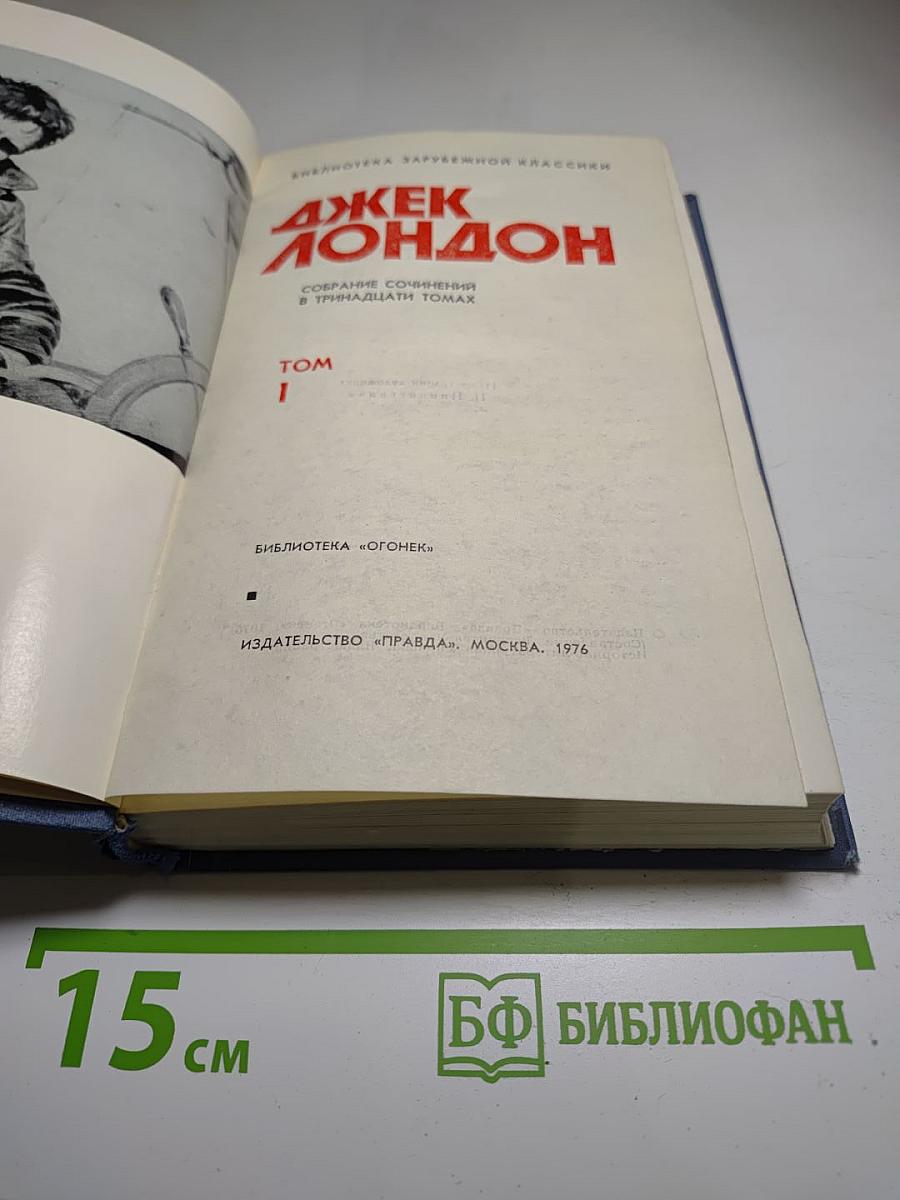 БИБЛИОТЕКА ЗАРУБЕЖНОЙ КЛАССИКИ
ДЖЕК
ЛОНДОН
СОБРАНИЕ СОЧИНЕНИЙ
В ТРИНАДЦАТИ ТОМАХ
ТОМ
1
БИБЛИОТЕКА «ОГОНЕК»
ИЗДАТЕЛЬСТВО «ПРАВДА». МОСКВА. 1976
15 см
БФ БИБЛИОФАН